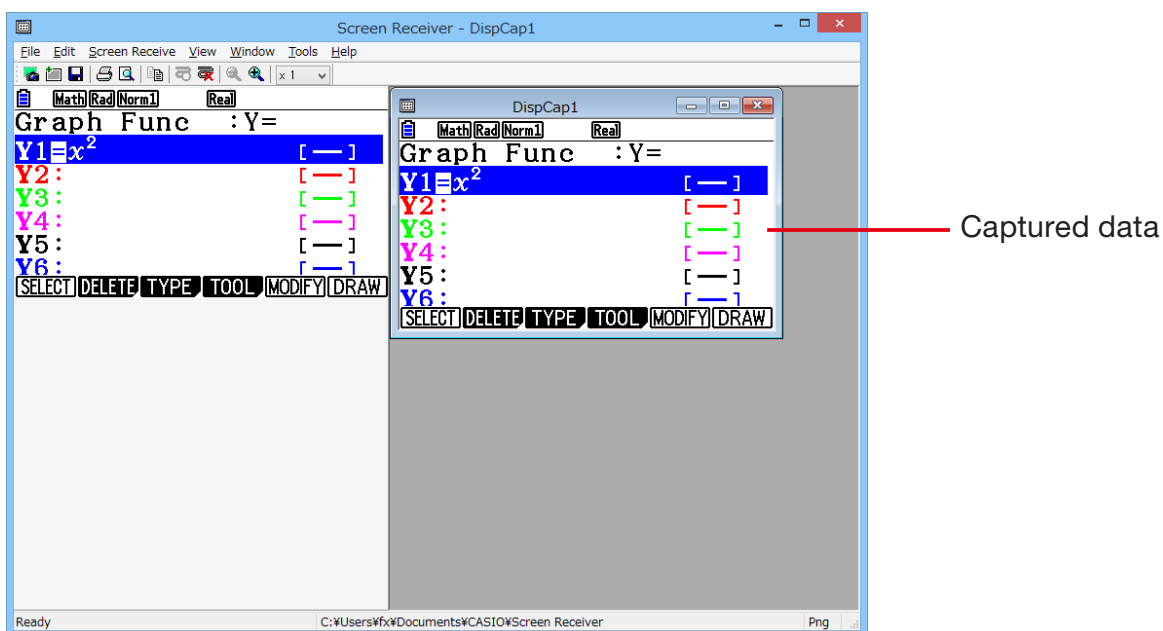 Screen Receiver - DispCap1
File Edit Screen Receive View Window Tools Help
x 1
Math Rad Norm1 Real
Graph Func :Y=
Y1=x²
[—]
Y2:
[—]
Y3:
[—]
Y4:
[—]
Y5:
[—]
Y6:
[—]
SELECT DELETE TYPE TOOL MODIFY DRAW
DispCap1
Math Rad Norm1 Real
Graph Func :Y=
Y1=x²
[—]
Y2:
[—]
Y3:
[—]
Y4:
[—]
Y5:
[—]
Y6:
[—]
SELECT DELETE TYPE TOOL MODIFY DRAW
Captured data
Ready C:¥Users¥fx¥Documents¥CASIO¥Screen Receiver Png